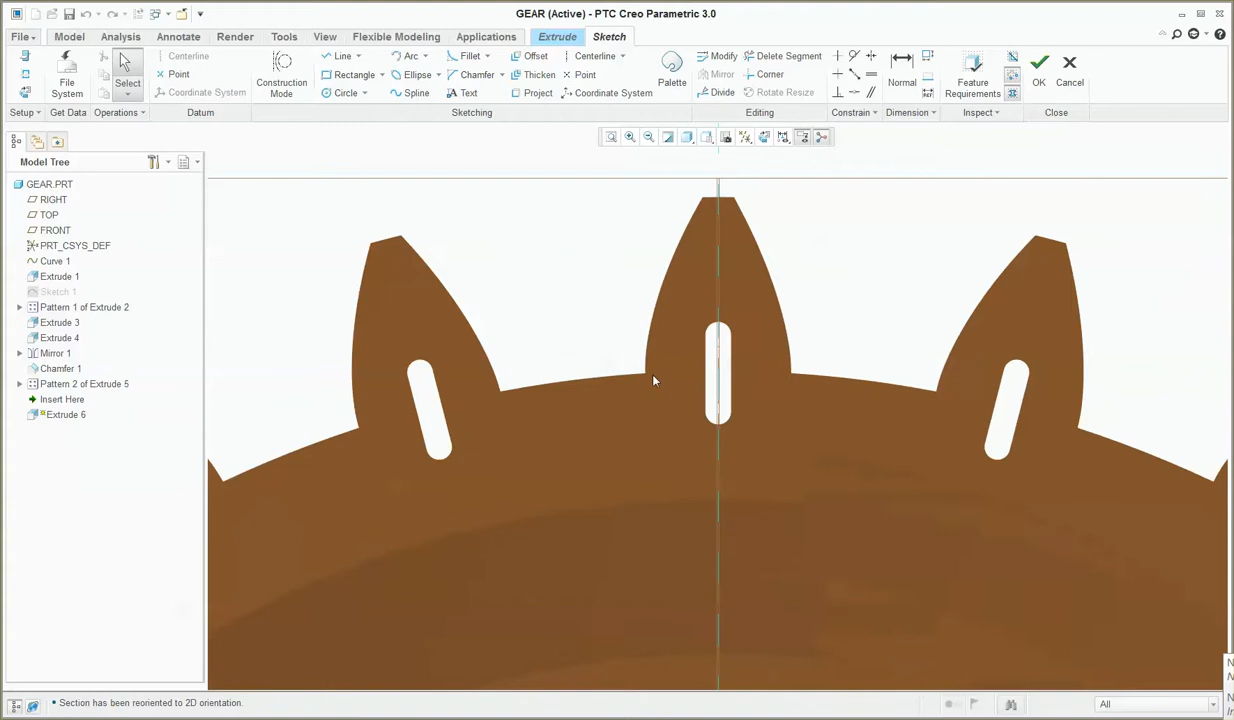 GEAR (Active) - PTC Creo Parametric 3.0
File Model Analysis Annotate Render Tools View Flexible Modeling Applications Extrude Sketch
Centerline Line Arc Fillet Offset Centerline Modify Delete Segment
Point Rectangle Ellipse Chamfer Thicken Point Mirror Corner
Coordinate System Circle Spline Text Project Coordinate System Divide Rotate Resize
File System Select Construction Mode Palette Normal Feature Requirements OK Cancel
Setup Get Data Operations Datum Sketching Editing Constrain Dimension Inspect Close
Model Tree
GEAR.PRT
RIGHT
TOP
FRONT
PRT_CSYS_DEF
Curve 1
Extrude 1
Sketch 1
Pattern 1 of Extrude 2
Extrude 3
Extrude 4
Mirror 1
Chamfer 1
Pattern 2 of Extrude 5
Insert Here
Extrude 6
• Section has been reoriented to 2D orientation.
All